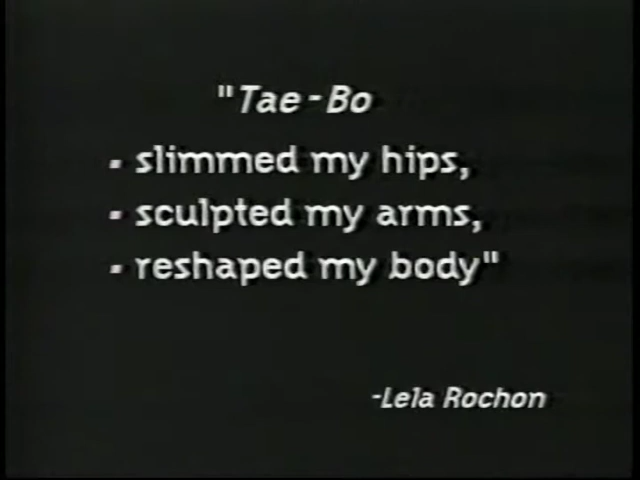 "Tae-Bo
▪ slimmed my hips,
▪ sculpted my arms,
▪ reshaped my body"
-Lela Rochon